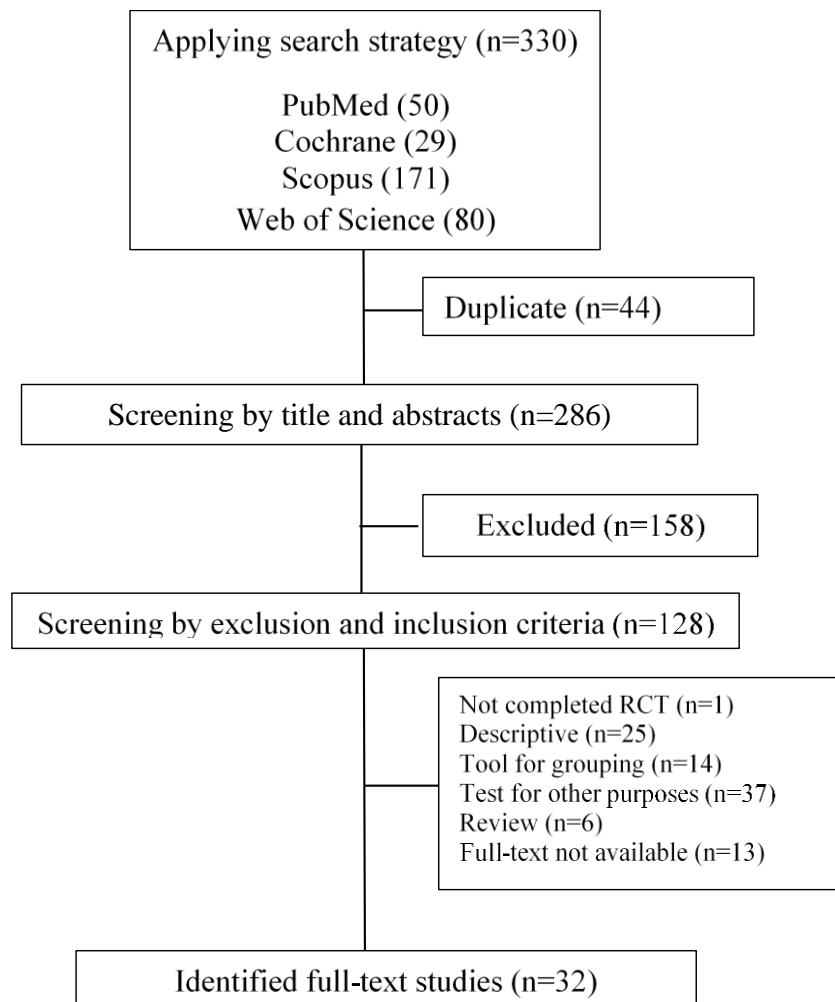 Applying search strategy (n=330)
PubMed (50)
Cochrane (29)
Scopus (171)
Web of Science (80)
Duplicate (n=44)
Screening by title and abstracts (n=286)
Excluded (n=158)
Screening by exclusion and inclusion criteria (n=128)
Not completed RCT (n=1)
Descriptive (n=25)
Tool for grouping (n=14)
Test for other purposes (n=37)
Review (n=6)
Full-text not available (n=13)
Identified full-text studies (n=32)